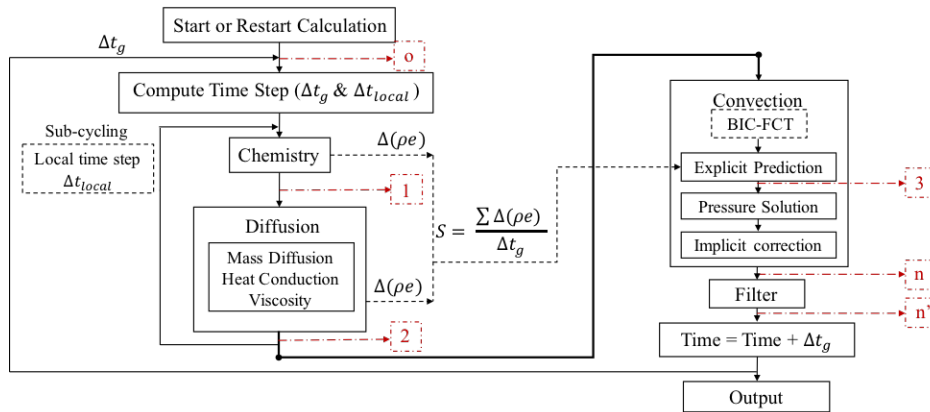 Start or Restart Calculation
Δt_g
o
Compute Time Step (Δt_g & Δt_local)
Sub-cycling
Local time step
Δt_local
Chemistry
Δ(ρe)
1
Diffusion
Mass Diffusion
Heat Conduction
Viscosity
Δ(ρe)
2
S = ∑ Δ(ρe) / Δt_g
Convection
BIC-FCT
Explicit Prediction
3
Pressure Solution
Implicit correction
n
Filter
n'
Time = Time + Δt_g
Output